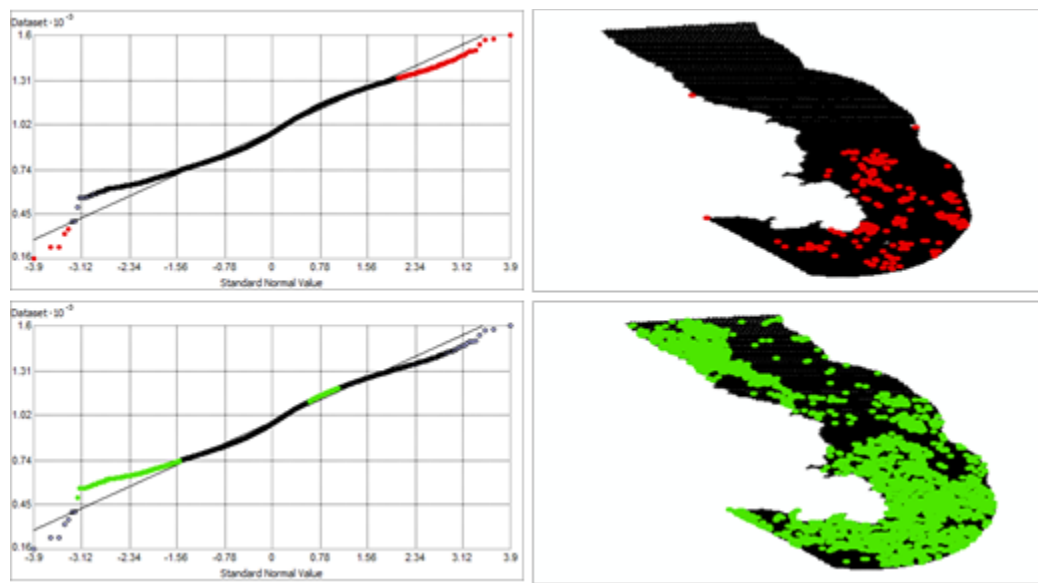 Dataset · 10 ⁻³
1.6
1.31
1.02
0.74
0.45
0.16
-3.9 -3.12 -2.34 -1.56 -0.78 0 0.78 1.56 2.34 3.12 3.9
Standard Normal Value
Dataset · 10 ⁻³
1.6
1.31
1.02
0.74
0.45
0.16
-3.9 -3.12 -2.34 -1.56 -0.78 0 0.78 1.56 2.34 3.12 3.9
Standard Normal Value